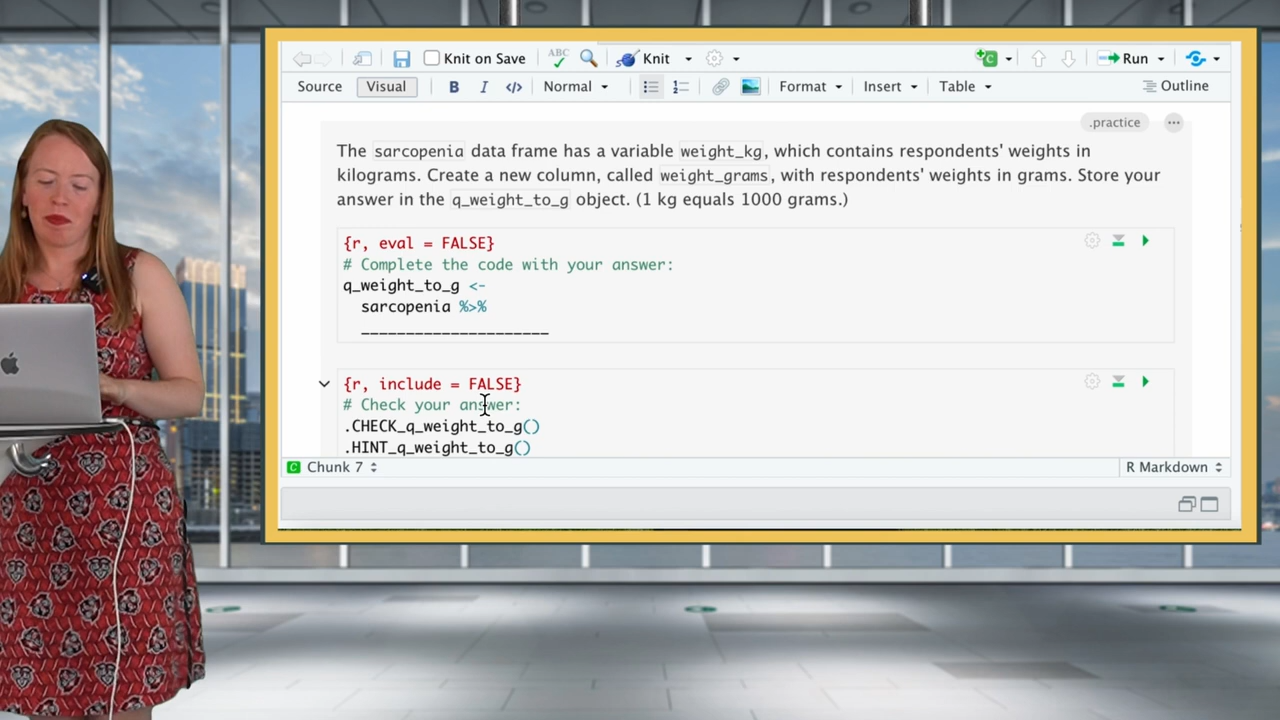 Knit on Save ABC Knit Run
Source Visual B I </> Normal Format Insert Table Outline
.practice
The sarcopenia data frame has a variable weight_kg, which contains respondents' weights in
kilograms. Create a new column, called weight_grams, with respondents' weights in grams. Store your
answer in the q_weight_to_g object. (1 kg equals 1000 grams.)
{r, eval = FALSE}
# Complete the code with your answer:
q_weight_to_g <-
sarcopenia %>%
_____________________
{r, include = FALSE}
# Check your answer:
.CHECK_q_weight_to_g()
.HINT_q_weight_to_g()
C Chunk 7 R Markdown